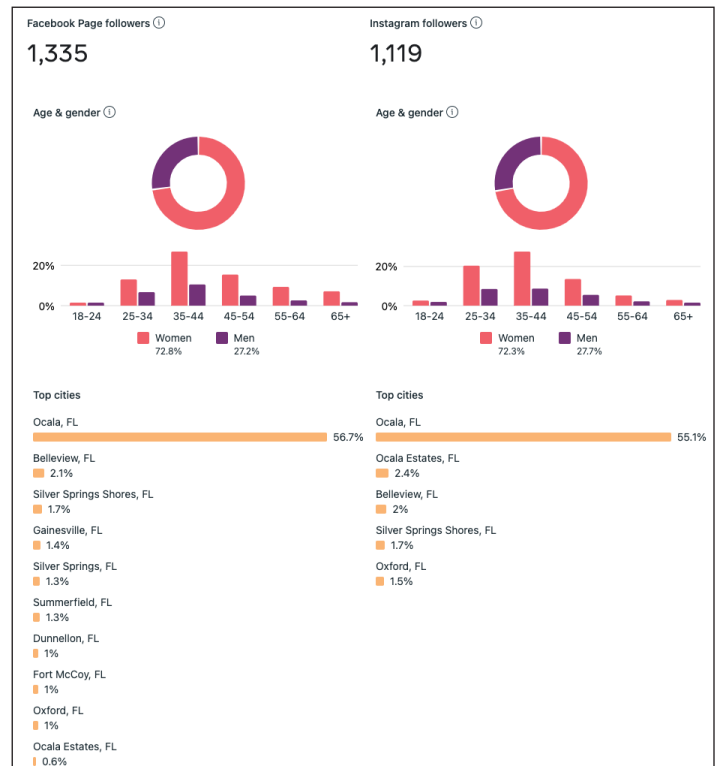 Facebook Page followers
1,335
Age & gender
20%
0%
18-24 25-34 35-44 45-54 55-64 65+
Women Men
72.8% 27.2%
Top cities
Ocala, FL
56.7%
Belleview, FL
2.1%
Silver Springs Shores, FL
1.7%
Gainesville, FL
1.4%
Silver Springs, FL
1.3%
Summerfield, FL
1.3%
Dunnellon, FL
1%
Fort McCoy, FL
1%
Oxford, FL
1%
Ocala Estates, FL
0.6%
Instagram followers
1,119
Age & gender
20%
0%
18-24 25-34 35-44 45-54 55-64 65+
Women Men
72.3% 27.7%
Top cities
Ocala, FL
55.1%
Ocala Estates, FL
2.4%
Belleview, FL
2%
Silver Springs Shores, FL
1.7%
Oxford, FL
1.5%